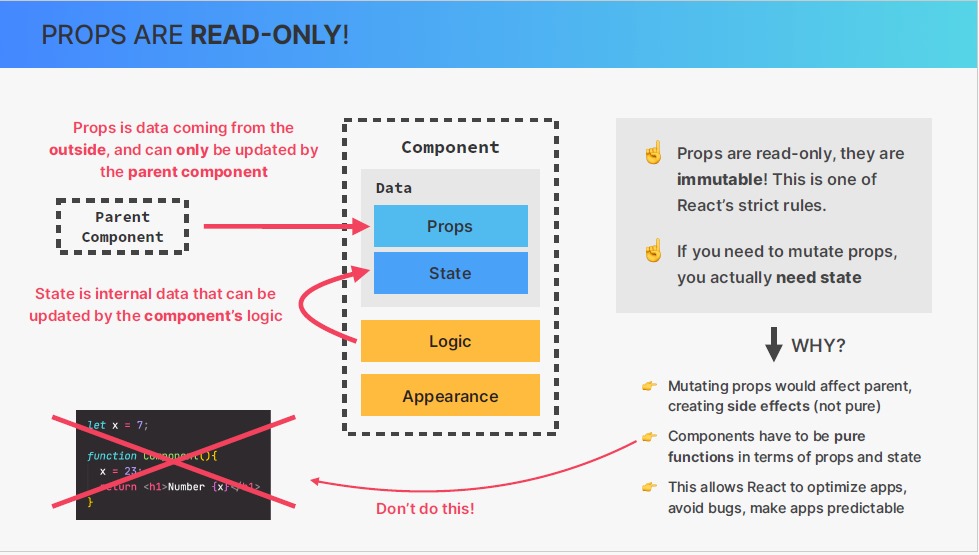 PROPS ARE READ-ONLY!
Props is data coming from the
outside, and can only be updated by
the parent component
Parent
Component
State is internal data that can be
updated by the component's logic
Component
Data
Props
State
Logic
Appearance
Props are read-only, they are
immutable! This is one of
React's strict rules.
If you need to mutate props,
you actually need state
WHY?
Mutating props would affect parent,
creating side effects (not pure)
Components have to be pure
functions in terms of props and state
This allows React to optimize apps,
avoid bugs, make apps predictable
let x = 7;
function Component(){
x = 23;
return <h1>Number {x}</h1>
}
Don't do this!